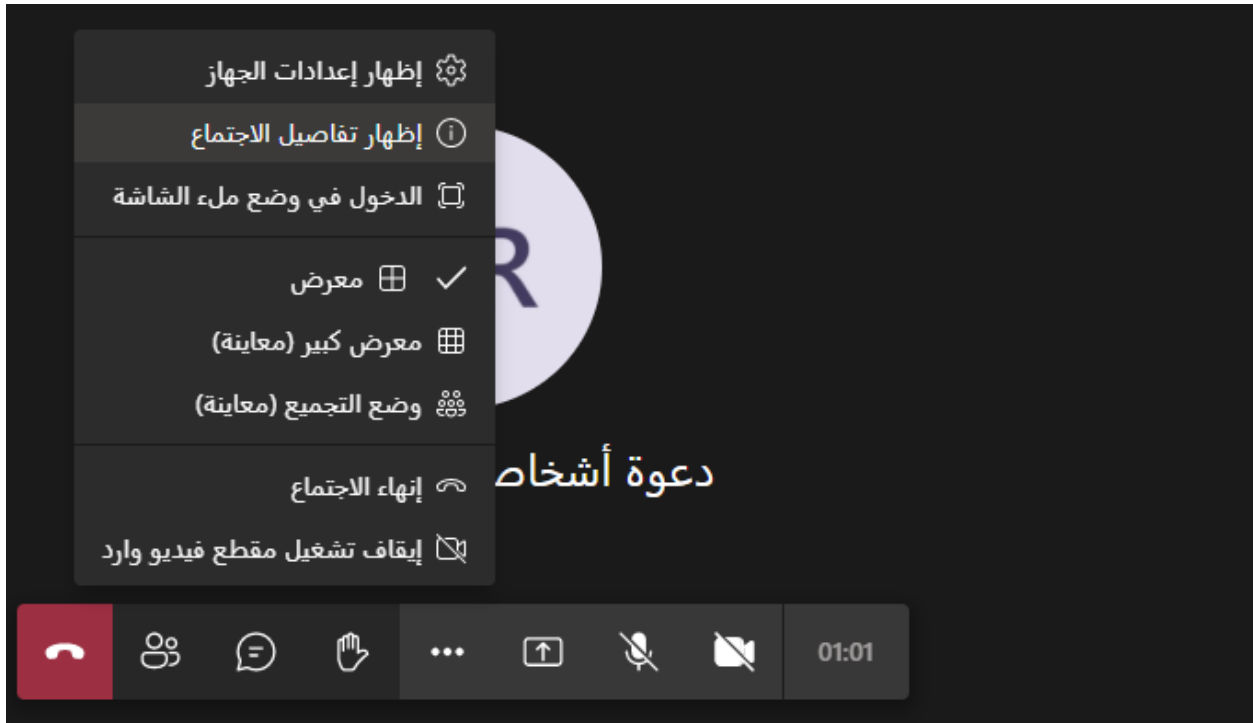 إظهار إعدادات الجهاز
إظهار تفاصيل الاجتماع
الدخول في وضع ملء الشاشة
معرض
معرض كبير (معاينة)
وضع التجميع (معاينة)
إنهاء الاجتماع
إيقاف تشغيل مقطع فيديو وارد
R
دعوة أشخاص
01:01